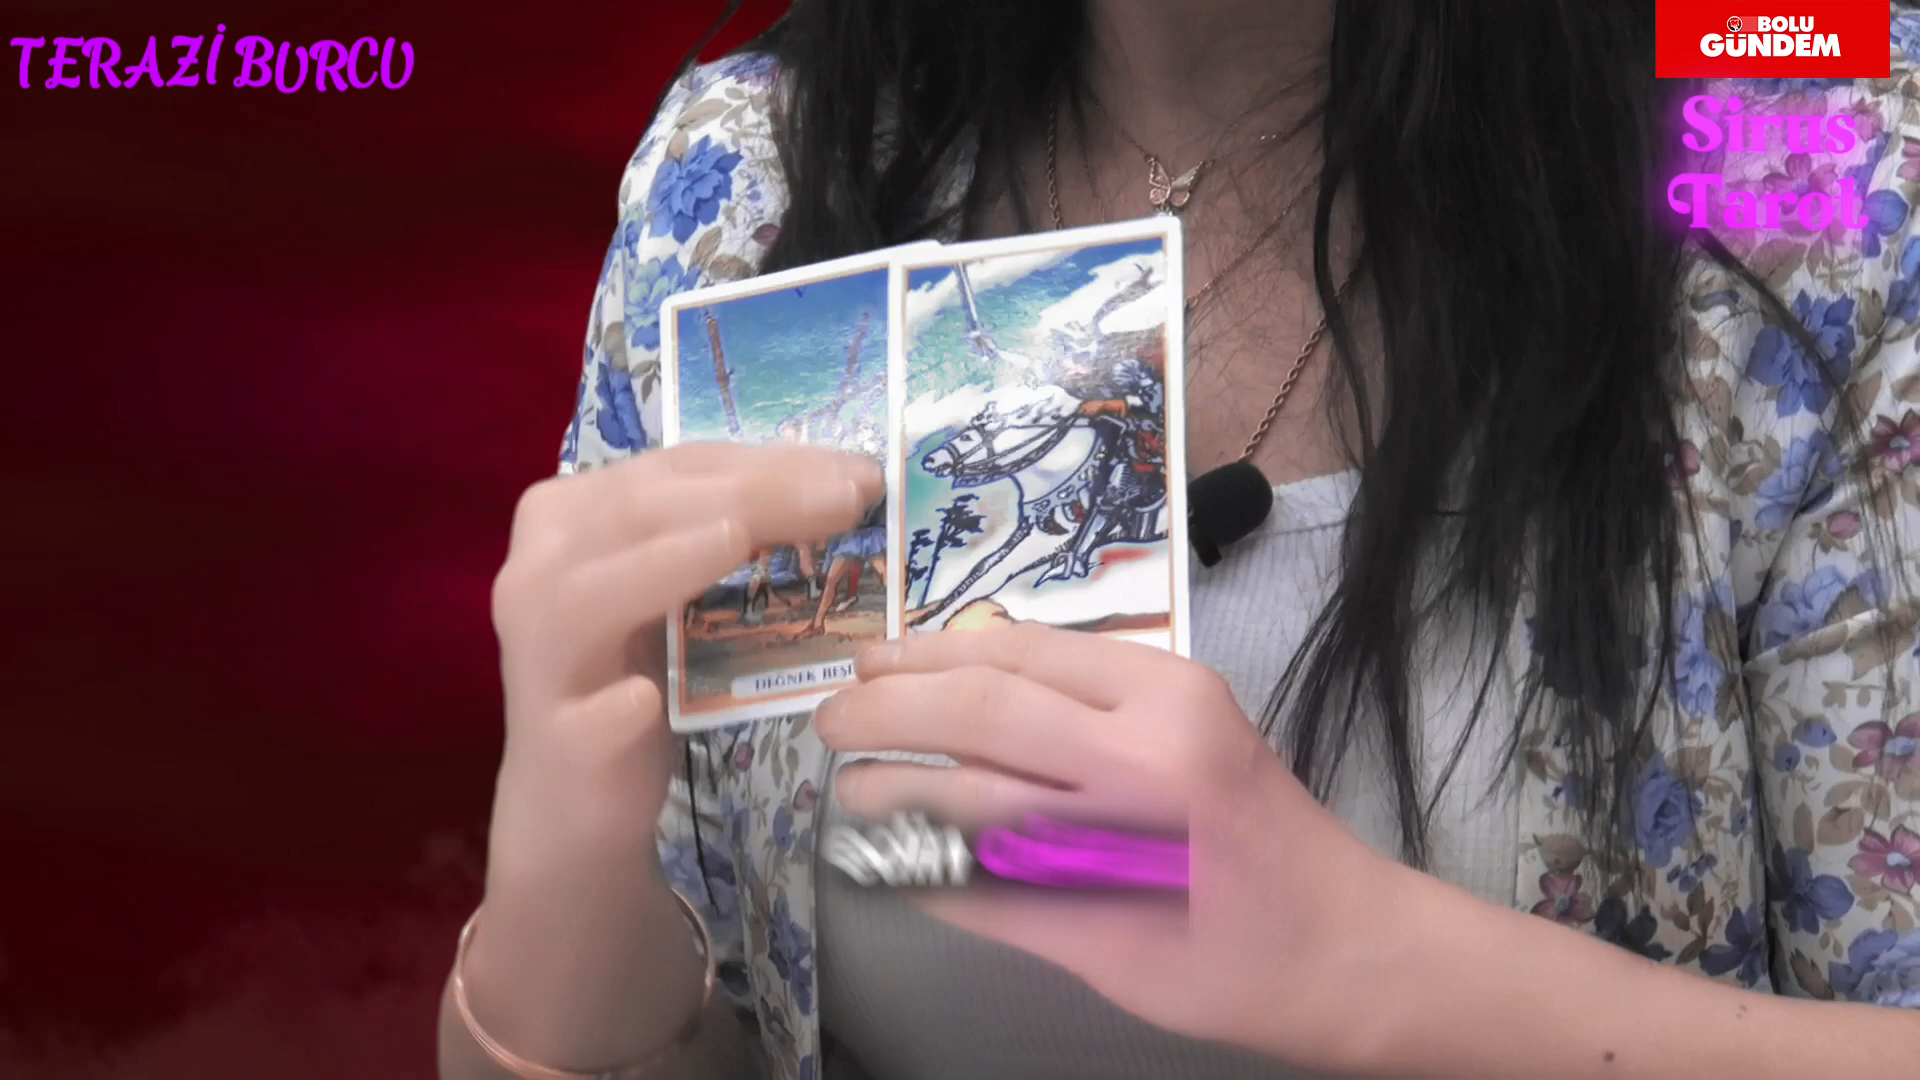 TERAZİ BURCU
BOLU
GÜNDEM
Sirus
Tarot
DEĞNEK BEŞİ